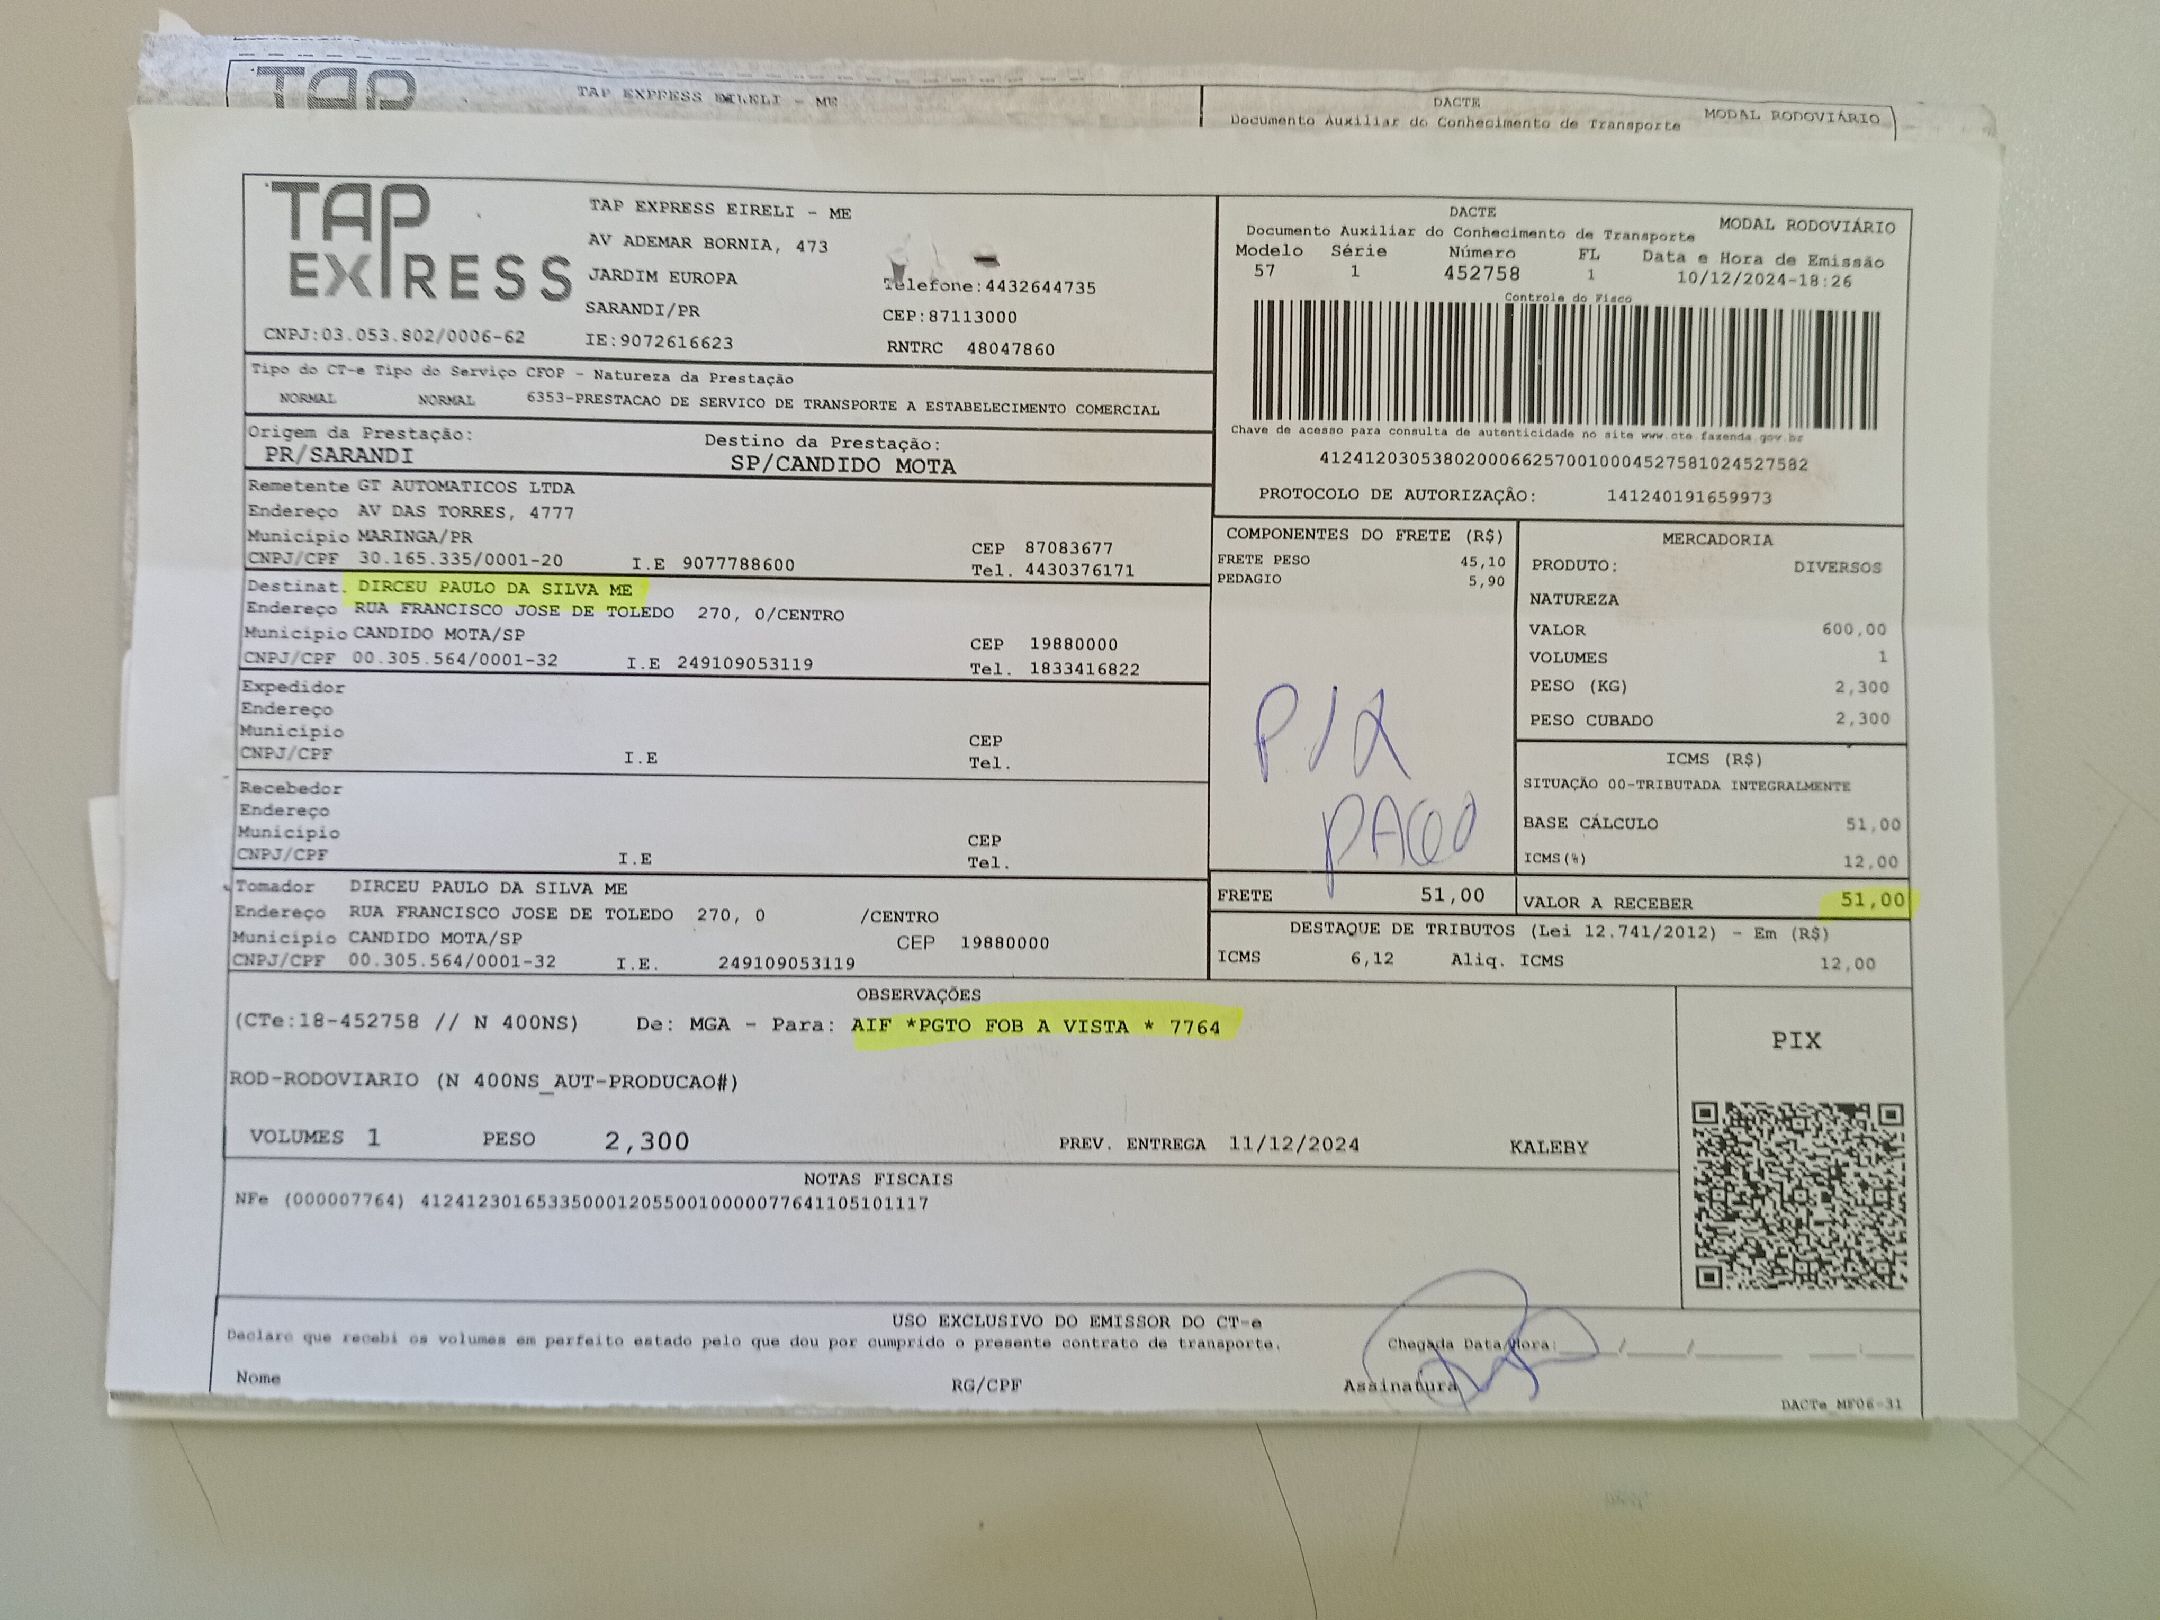 TAP
TAP EXPRESS EIRELI - ME
DACTE
Documento Auxiliar do Conhecimento de Transporte
MODAL RODOVIÁRIO
TAP
EXPRESS
CNPJ:03.053.802/0006-62
TAP EXPRESS EIRELI - ME
AV ADEMAR BORNIA, 473
JARDIM EUROPA
Telefone:4432644735
SARANDI/PR
CEP:87113000
IE:9072616623
RNTRC 48047860
DACTE
MODAL RODOVIÁRIO
Documento Auxiliar do Conhecimento de Transporte
Modelo Série Número FL Data e Hora de Emissão
57 1 452758 1 10/12/2024-18:26
Controle do Fisco
Chave de acesso para consulta de autenticidade no site www.cte.fazenda.gov.br
41241203053802000662570010004527581024527582
PROTOCOLO DE AUTORIZAÇÃO: 141240191659973
Tipo do CT-e Tipo do Serviço CFOP - Natureza da Prestação
NORMAL NORMAL 6353-PRESTACAO DE SERVICO DE TRANSPORTE A ESTABELECIMENTO COMERCIAL
Origem da Prestação: Destino da Prestação:
PR/SARANDI SP/CANDIDO MOTA
Remetente GT AUTOMATICOS LTDA
Endereço AV DAS TORRES, 4777
Município MARINGA/PR CEP 87083677
CNPJ/CPF 30.165.335/0001-20 I.E 9077788600 Tel. 4430376171
Destinat. DIRCEU PAULO DA SILVA ME
Endereço RUA FRANCISCO JOSE DE TOLEDO 270, 0/CENTRO
Município CANDIDO MOTA/SP CEP 19880000
CNPJ/CPF 00.305.564/0001-32 I.E 249109053119 Tel. 1833416822
Expedidor
Endereço
Município CEP
CNPJ/CPF I.E Tel.
Recebedor
Endereço
Município CEP
CNPJ/CPF I.E Tel.
Tomador DIRCEU PAULO DA SILVA ME
Endereço RUA FRANCISCO JOSE DE TOLEDO 270, 0 /CENTRO
Município CANDIDO MOTA/SP CEP 19880000
CNPJ/CPF 00.305.564/0001-32 I.E. 249109053119
COMPONENTES DO FRETE (R$)
FRETE PESO 45,10
PEDAGIO 5,90
PIX
PAGO
FRETE 51,00
MERCADORIA
PRODUTO: DIVERSOS
NATUREZA
VALOR 600,00
VOLUMES 1
PESO (KG) 2,300
PESO CUBADO 2,300
ICMS (R$)
SITUAÇÃO 00-TRIBUTADA INTEGRALMENTE
BASE CÁLCULO 51,00
ICMS(%) 12,00
VALOR A RECEBER 51,00
DESTAQUE DE TRIBUTOS (Lei 12.741/2012) - Em (R$)
ICMS 6,12 Aliq. ICMS 12,00
OBSERVAÇÕES
(CTe:18-452758 // N 400NS) De: MGA - Para: AIF *PGTO FOB A VISTA * 7764
ROD-RODOVIARIO (N 400NS_AUT-PRODUCAO#)
VOLUMES 1 PESO 2,300 PREV. ENTREGA 11/12/2024 KALEBY
PIX
NOTAS FISCAIS
NFe (000007764) 41241230165335000120550010000077641105101117
USO EXCLUSIVO DO EMISSOR DO CT-e
Declaro que recebi os volumes em perfeito estado pelo que dou por cumprido o presente contrato de transporte.
Chegada Data/Hora: / / :
Nome RG/CPF Assinatura
DACTe_MF06-31